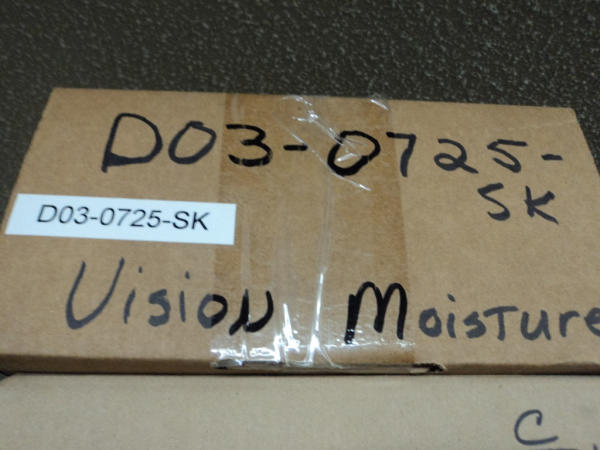 D03-0725-
SK
D03-0725-SK
Vision Moisture
C